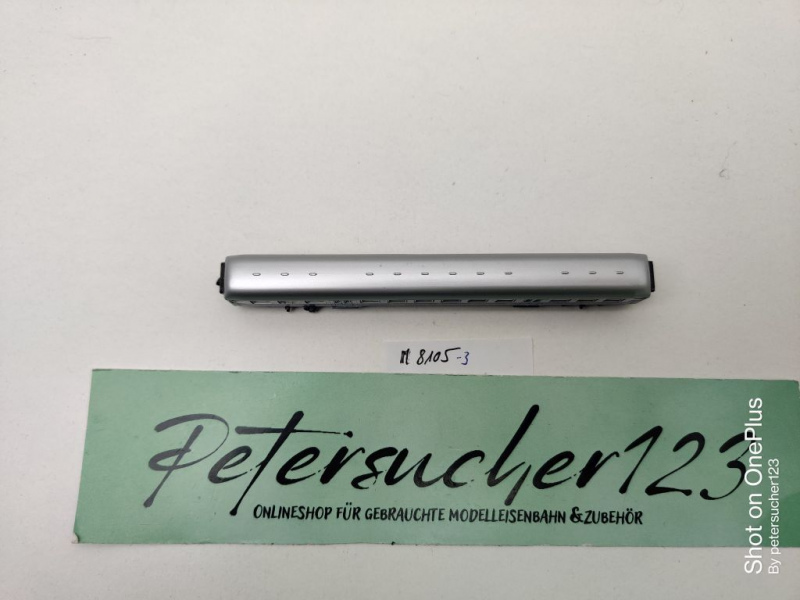 M 8105-3
Petersucher123
ONLINESHOP FÜR GEBRAUCHTE MODELLEISENBAHN &ZUBEHÖR
Shot on OnePlus
By petersucher123